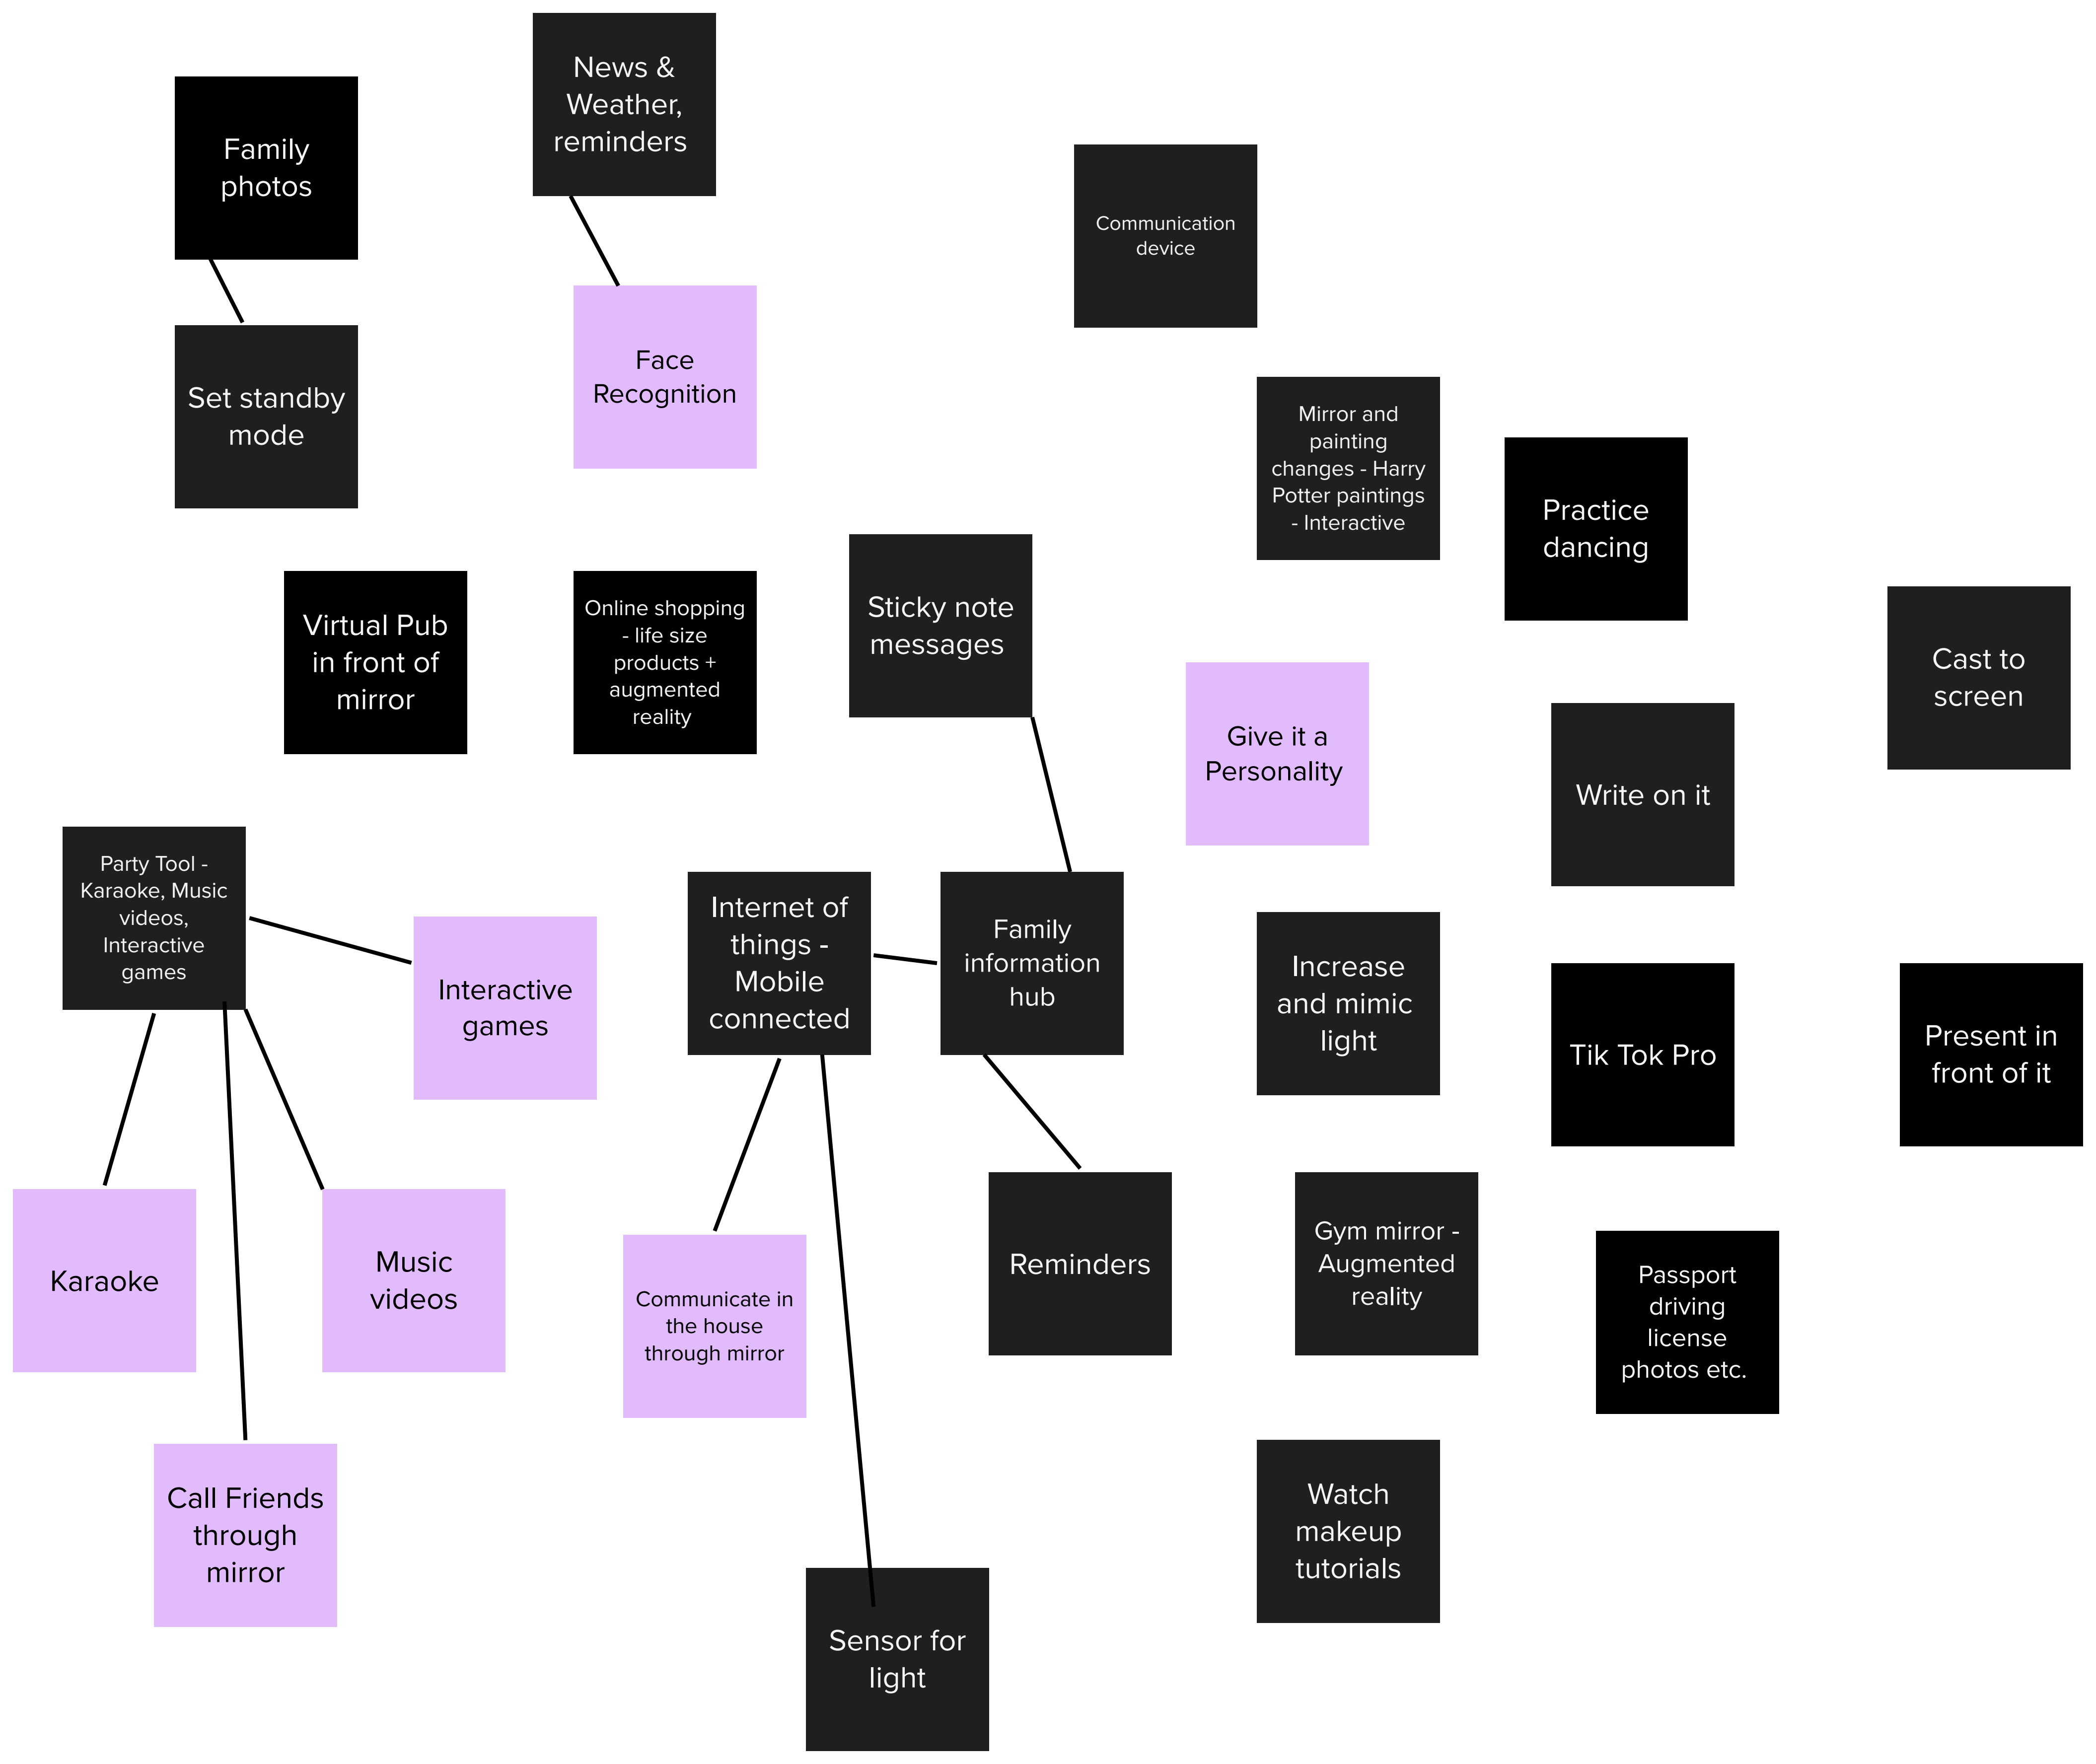 News &
Weather,
reminders
Family
photos
Communication
device
Face
Recognition
Set standby
mode
Mirror and
painting
changes - Harry
Potter paintings
- Interactive
Practice
dancing
Virtual Pub
in front of
mirror
Online shopping
- life size
products +
augmented
reality
Sticky note
messages
Cast to
screen
Give it a
Personality
Write on it
Party Tool -
Karaoke, Music
videos,
Interactive
games
Internet of
things -
Mobile
connected
Family
information
hub
Interactive
games
Increase
and mimic
light
Tik Tok Pro
Present in
front of it
Karaoke
Music
videos
Communicate in
the house
through mirror
Reminders
Gym mirror -
Augmented
reality
Passport
driving
license
photos etc.
Call Friends
through
mirror
Watch
makeup
tutorials
Sensor for
light